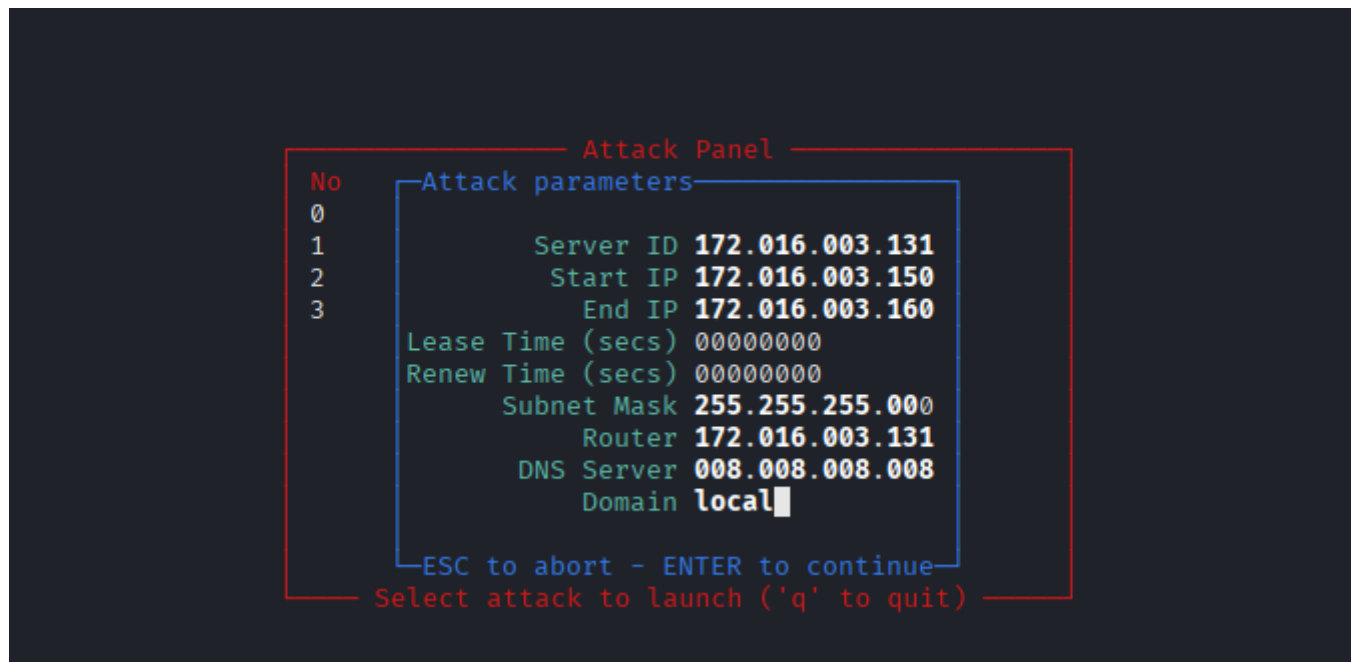 Attack Panel
No Attack parameters
0
1 Server ID 172.016.003.131
2 Start IP 172.016.003.150
3 End IP 172.016.003.160
Lease Time (secs) 00000000
Renew Time (secs) 00000000
Subnet Mask 255.255.255.000
Router 172.016.003.131
DNS Server 008.008.008.008
Domain local
ESC to abort - ENTER to continue
Select attack to launch ('q' to quit)